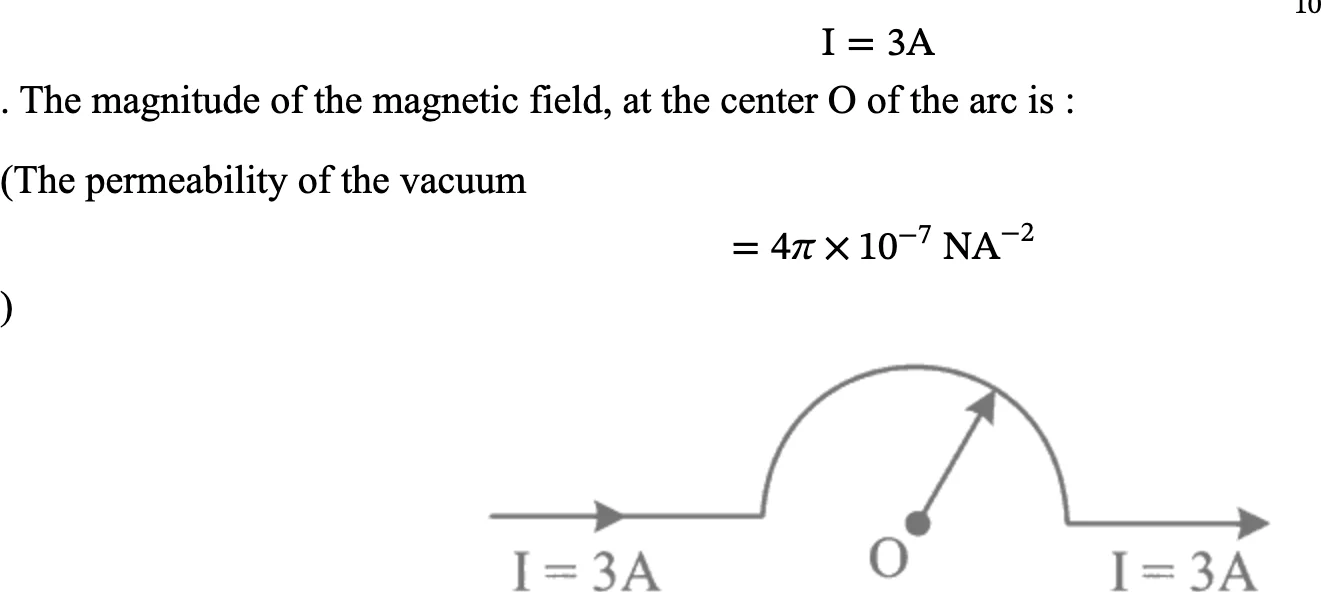 I = 3A
. The magnitude of the magnetic field, at the center O of the arc is :
(The permeability of the vacuum
= 4π × 10⁻⁷ NA⁻²
)
O
I = 3A
I = 3A